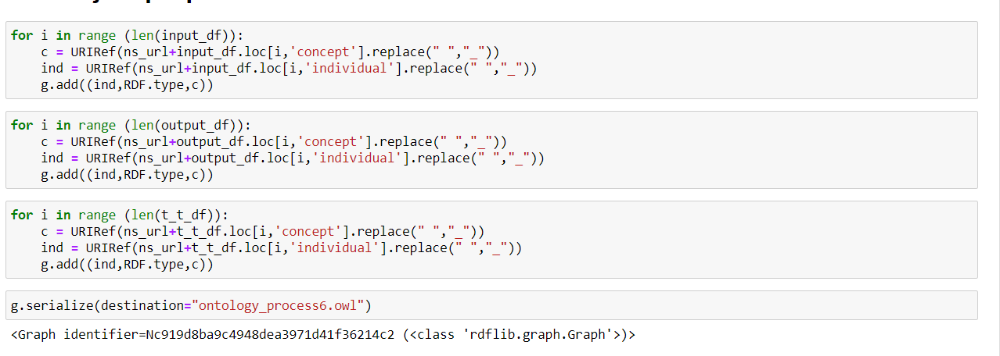 for i in range (len(input_df)):
    c = URIRef(ns_url+input_df.loc[i,'concept'].replace(" ","_"))
    ind = URIRef(ns_url+input_df.loc[i,'individual'].replace(" ","_"))
    g.add((ind,RDF.type,c))
for i in range (len(output_df)):
    c = URIRef(ns_url+output_df.loc[i,'concept'].replace(" ","_"))
    ind = URIRef(ns_url+output_df.loc[i,'individual'].replace(" ","_"))
    g.add((ind,RDF.type,c))
for i in range (len(t_t_df)):
    c = URIRef(ns_url+t_t_df.loc[i,'concept'].replace(" ","_"))
    ind = URIRef(ns_url+t_t_df.loc[i,'individual'].replace(" ","_"))
    g.add((ind,RDF.type,c))
g.serialize(destination="ontology_process6.owl")
<Graph identifier=Nc919d8ba9c4948dea3971d41f36214c2 (<class 'rdflib.graph.Graph'>)>